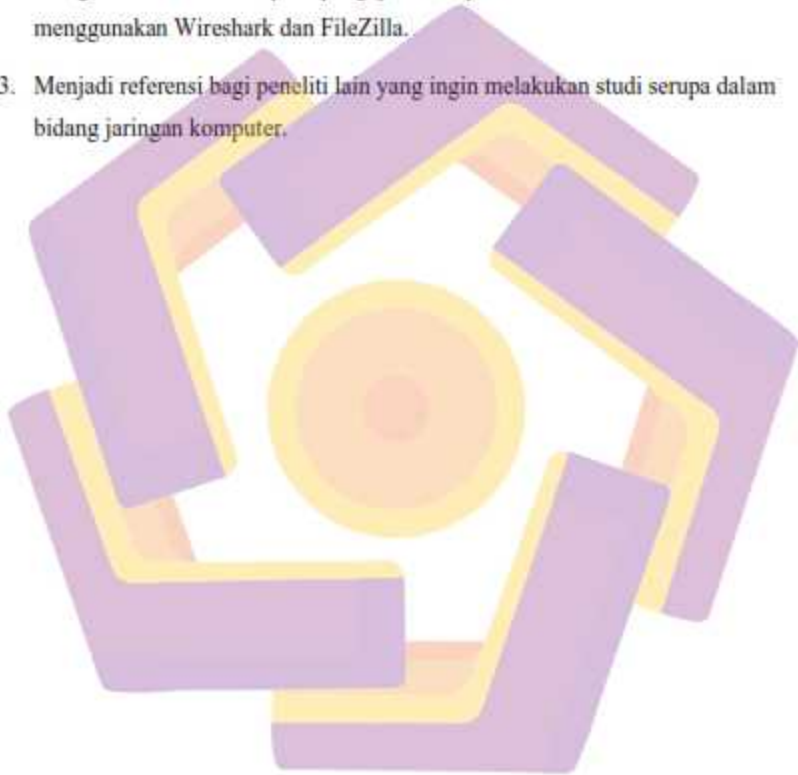 menggunakan Wireshark dan FileZilla.
3. Menjadi referensi bagi peneliti lain yang ingin melakukan studi serupa dalam
bidang jaringan komputer.